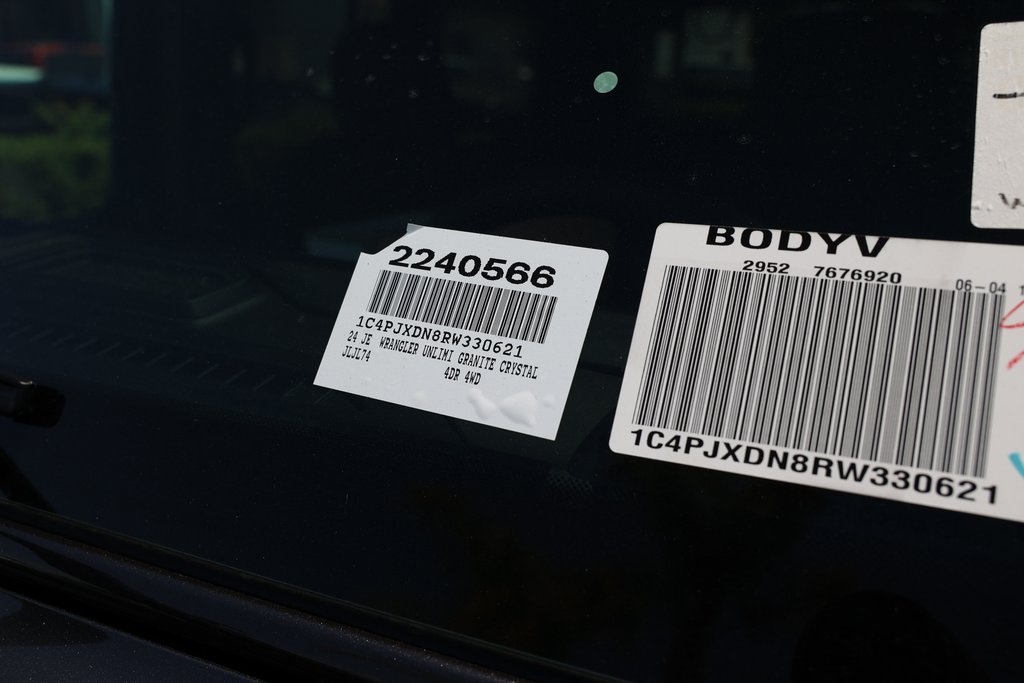 2240566
1C4PJXDN8RW330621
24 JE WRANGLER UNLIMI GRANITE CRYSTAL
JLJL74 4DR 4WD
BODYV
2952 7676920
06-04
1C4PJXDN8RW330621